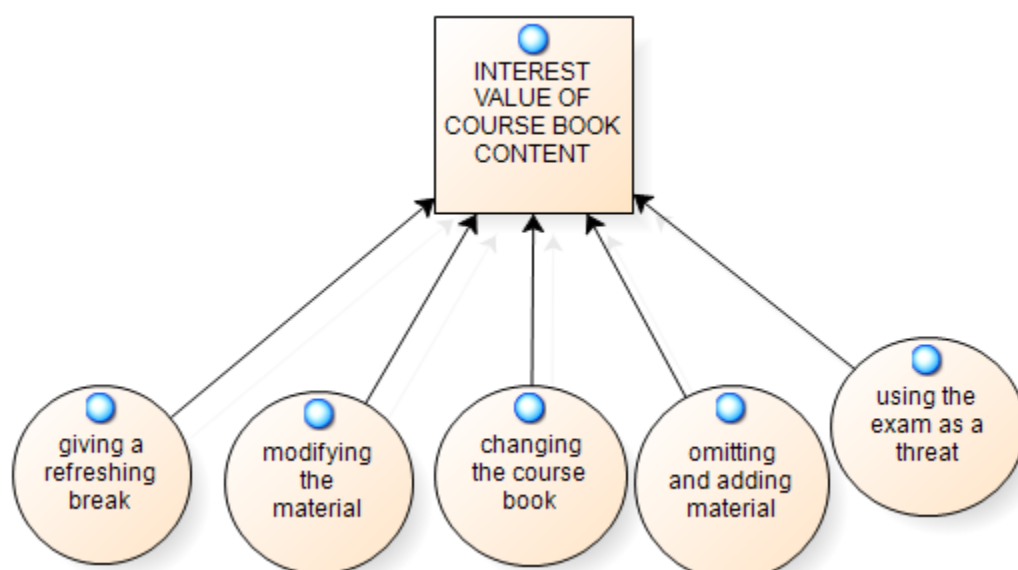 INTEREST
VALUE OF
COURSE BOOK
CONTENT
giving a
refreshing
break
modifying
the
material
changing
the course
book
omitting
and adding
material
using the
exam as a
threat